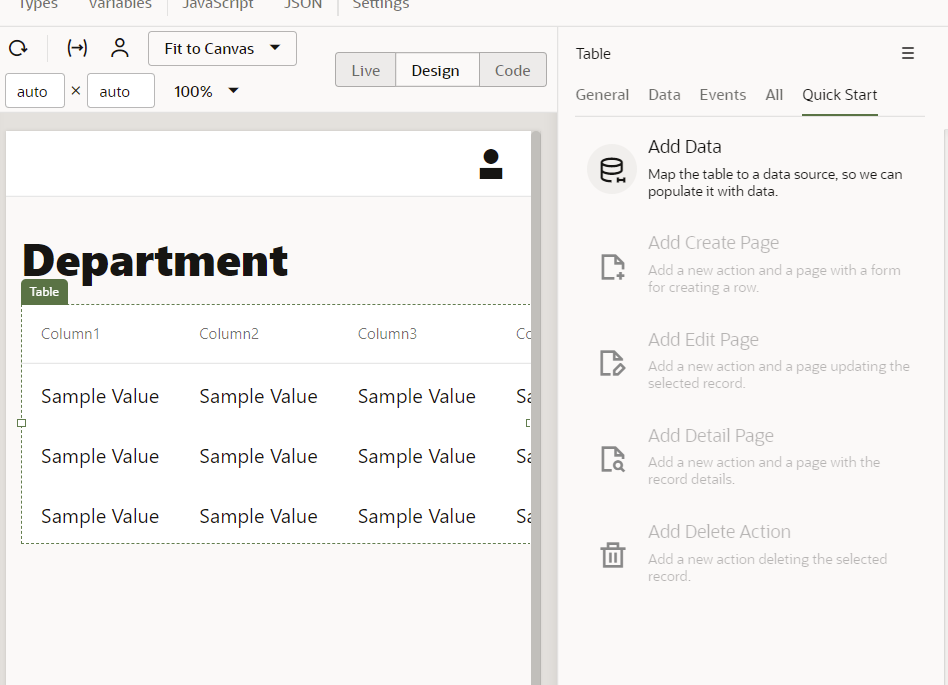 Types Variables JavaScript JSON Settings
Fit to Canvas
auto × auto 100%
Live Design Code
Department
Table
Column1 Column2 Column3 Co
Sample Value Sample Value Sample Value Sa
Sample Value Sample Value Sample Value Sa
Sample Value Sample Value Sample Value Sa
Table
General Data Events All Quick Start
Add Data
Map the table to a data source, so we can
populate it with data.
Add Create Page
Add a new action and a page with a form
for creating a row.
Add Edit Page
Add a new action and a page updating the
selected record.
Add Detail Page
Add a new action and a page with the
record details.
Add Delete Action
Add a new action deleting the selected
record.